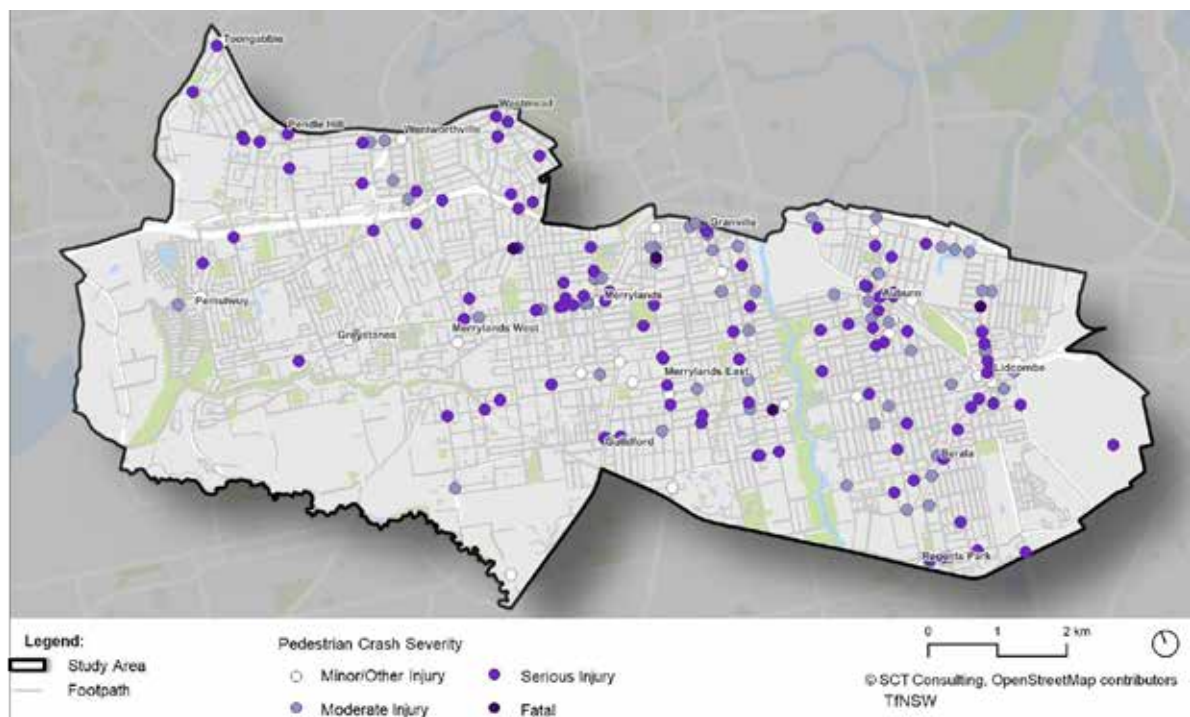 Toongabbie
Westmead
Pendle Hill
Wentworthville
Granville
Pemulwuy
Merrylands
Auburn
Greystanes
Merrylands West
Merrylands East
Lidcombe
Guildford
Berala
Regents Park
Legend:
Study Area
Footpath
Pedestrian Crash Severity
Minor/Other Injury
Serious Injury
Moderate Injury
Fatal
0 1 2 km
© SCT Consulting, OpenStreetMap contributors
TfNSW